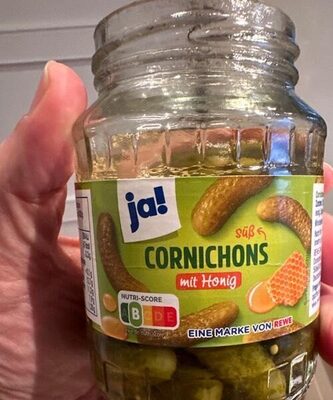 ja!
süß
CORNICHONS
mit Honig
NUTRI-SCORE
A B C D E
EINE MARKE VON REWE